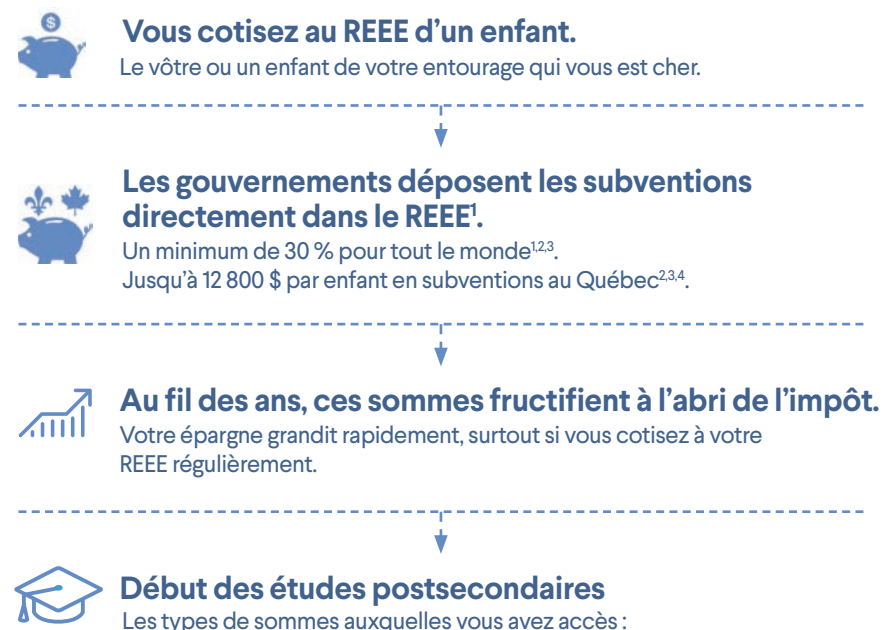 $
Vous cotisez au REEE d’un enfant.
Le vôtre ou un enfant de votre entourage qui vous est cher.
Les gouvernements déposent les subventions
directement dans le REEE¹.
Un minimum de 30 % pour tout le monde¹,²,³.
Jusqu’à 12 800 $ par enfant en subventions au Québec²,³,⁴.
Au fil des ans, ces sommes fructifient à l’abri de l’impôt.
Votre épargne grandit rapidement, surtout si vous cotisez à votre
REEE régulièrement.
Début des études postsecondaires
Les types de sommes auxquelles vous avez accès :